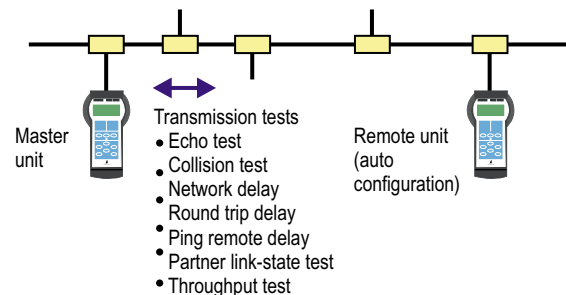 Master
unit
Transmission tests
• Echo test
• Collision test
• Network delay
• Round trip delay
• Ping remote delay
• Partner link-state test
• Throughput test
Remote unit
(auto
configuration)